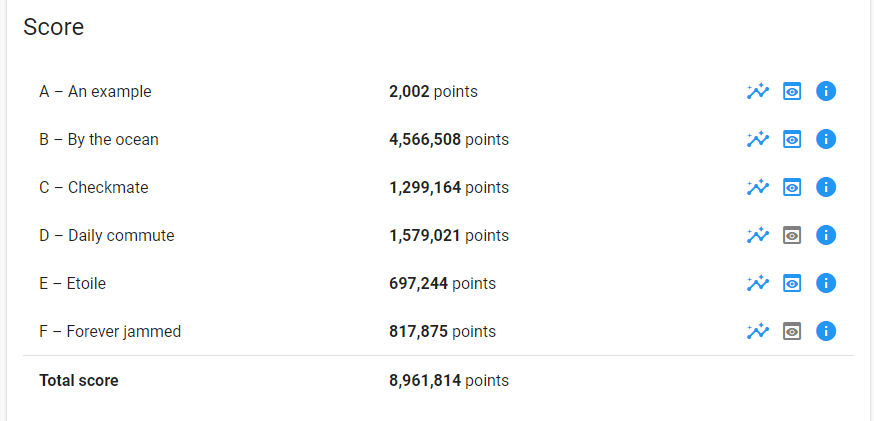 Score
A – An example 2,002 points
B – By the ocean 4,566,508 points
C – Checkmate 1,299,164 points
D – Daily commute 1,579,021 points
E – Etoile 697,244 points
F – Forever jammed 817,875 points
Total score 8,961,814 points